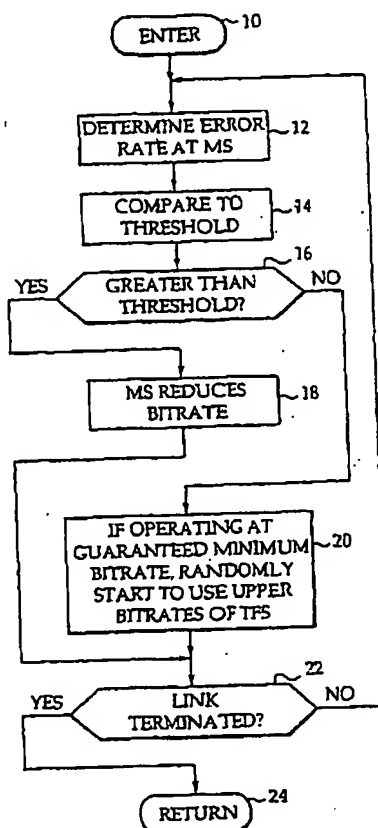 ENTER
10
DETERMINE ERROR
RATE AT MS
12
COMPARE TO
THRESHOLD
14
16
YES
GREATER THAN
THRESHOLD?
NO
MS REDUCES
BITRATE
18
IF OPERATING AT
GUARANTEED MINIMUM
BITRATE, RANDOMLY
START TO USE UPPER
BITRATES OF TFS
20
22
YES
LINK
TERMINATED?
NO
RETURN
24